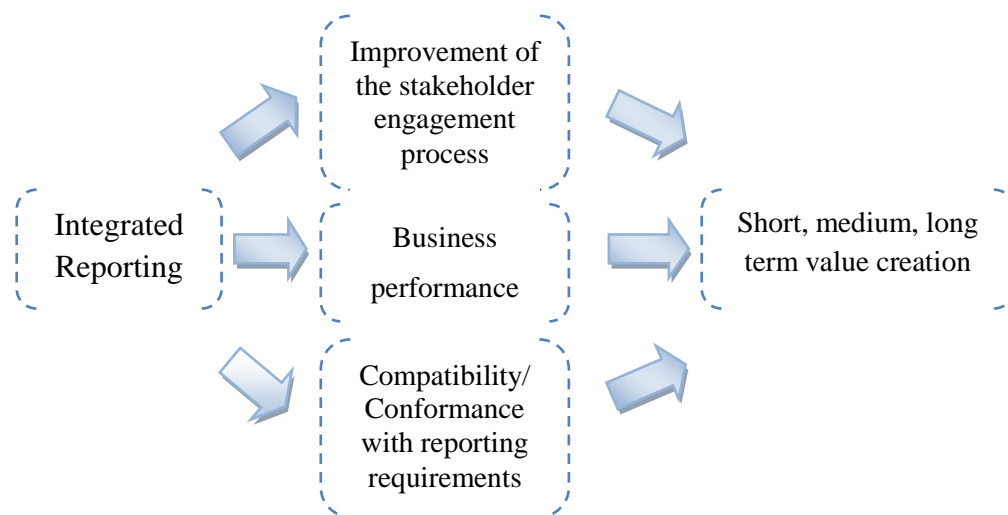 Integrated
Reporting
Improvement of
the stakeholder
engagement
process
Business
performance
Compatibility/
Conformance
with reporting
requirements
Short, medium, long
term value creation